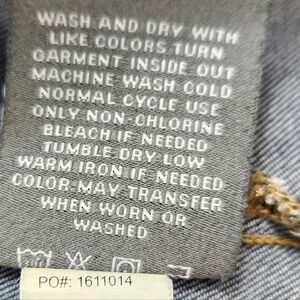 WASH AND DRY WITH
LIKE COLORS TURN
GARMENT INSIDE OUT
MACHINE WASH COLD
NORMAL CYCLE USE
ONLY NON-CHLORINE
BLEACH IF NEEDED
TUMBLE DRY LOW
WARM IRON IF NEEDED
COLOR MAY TRANSFER
WHEN WORN OR
WASHED
PO#: 1611014